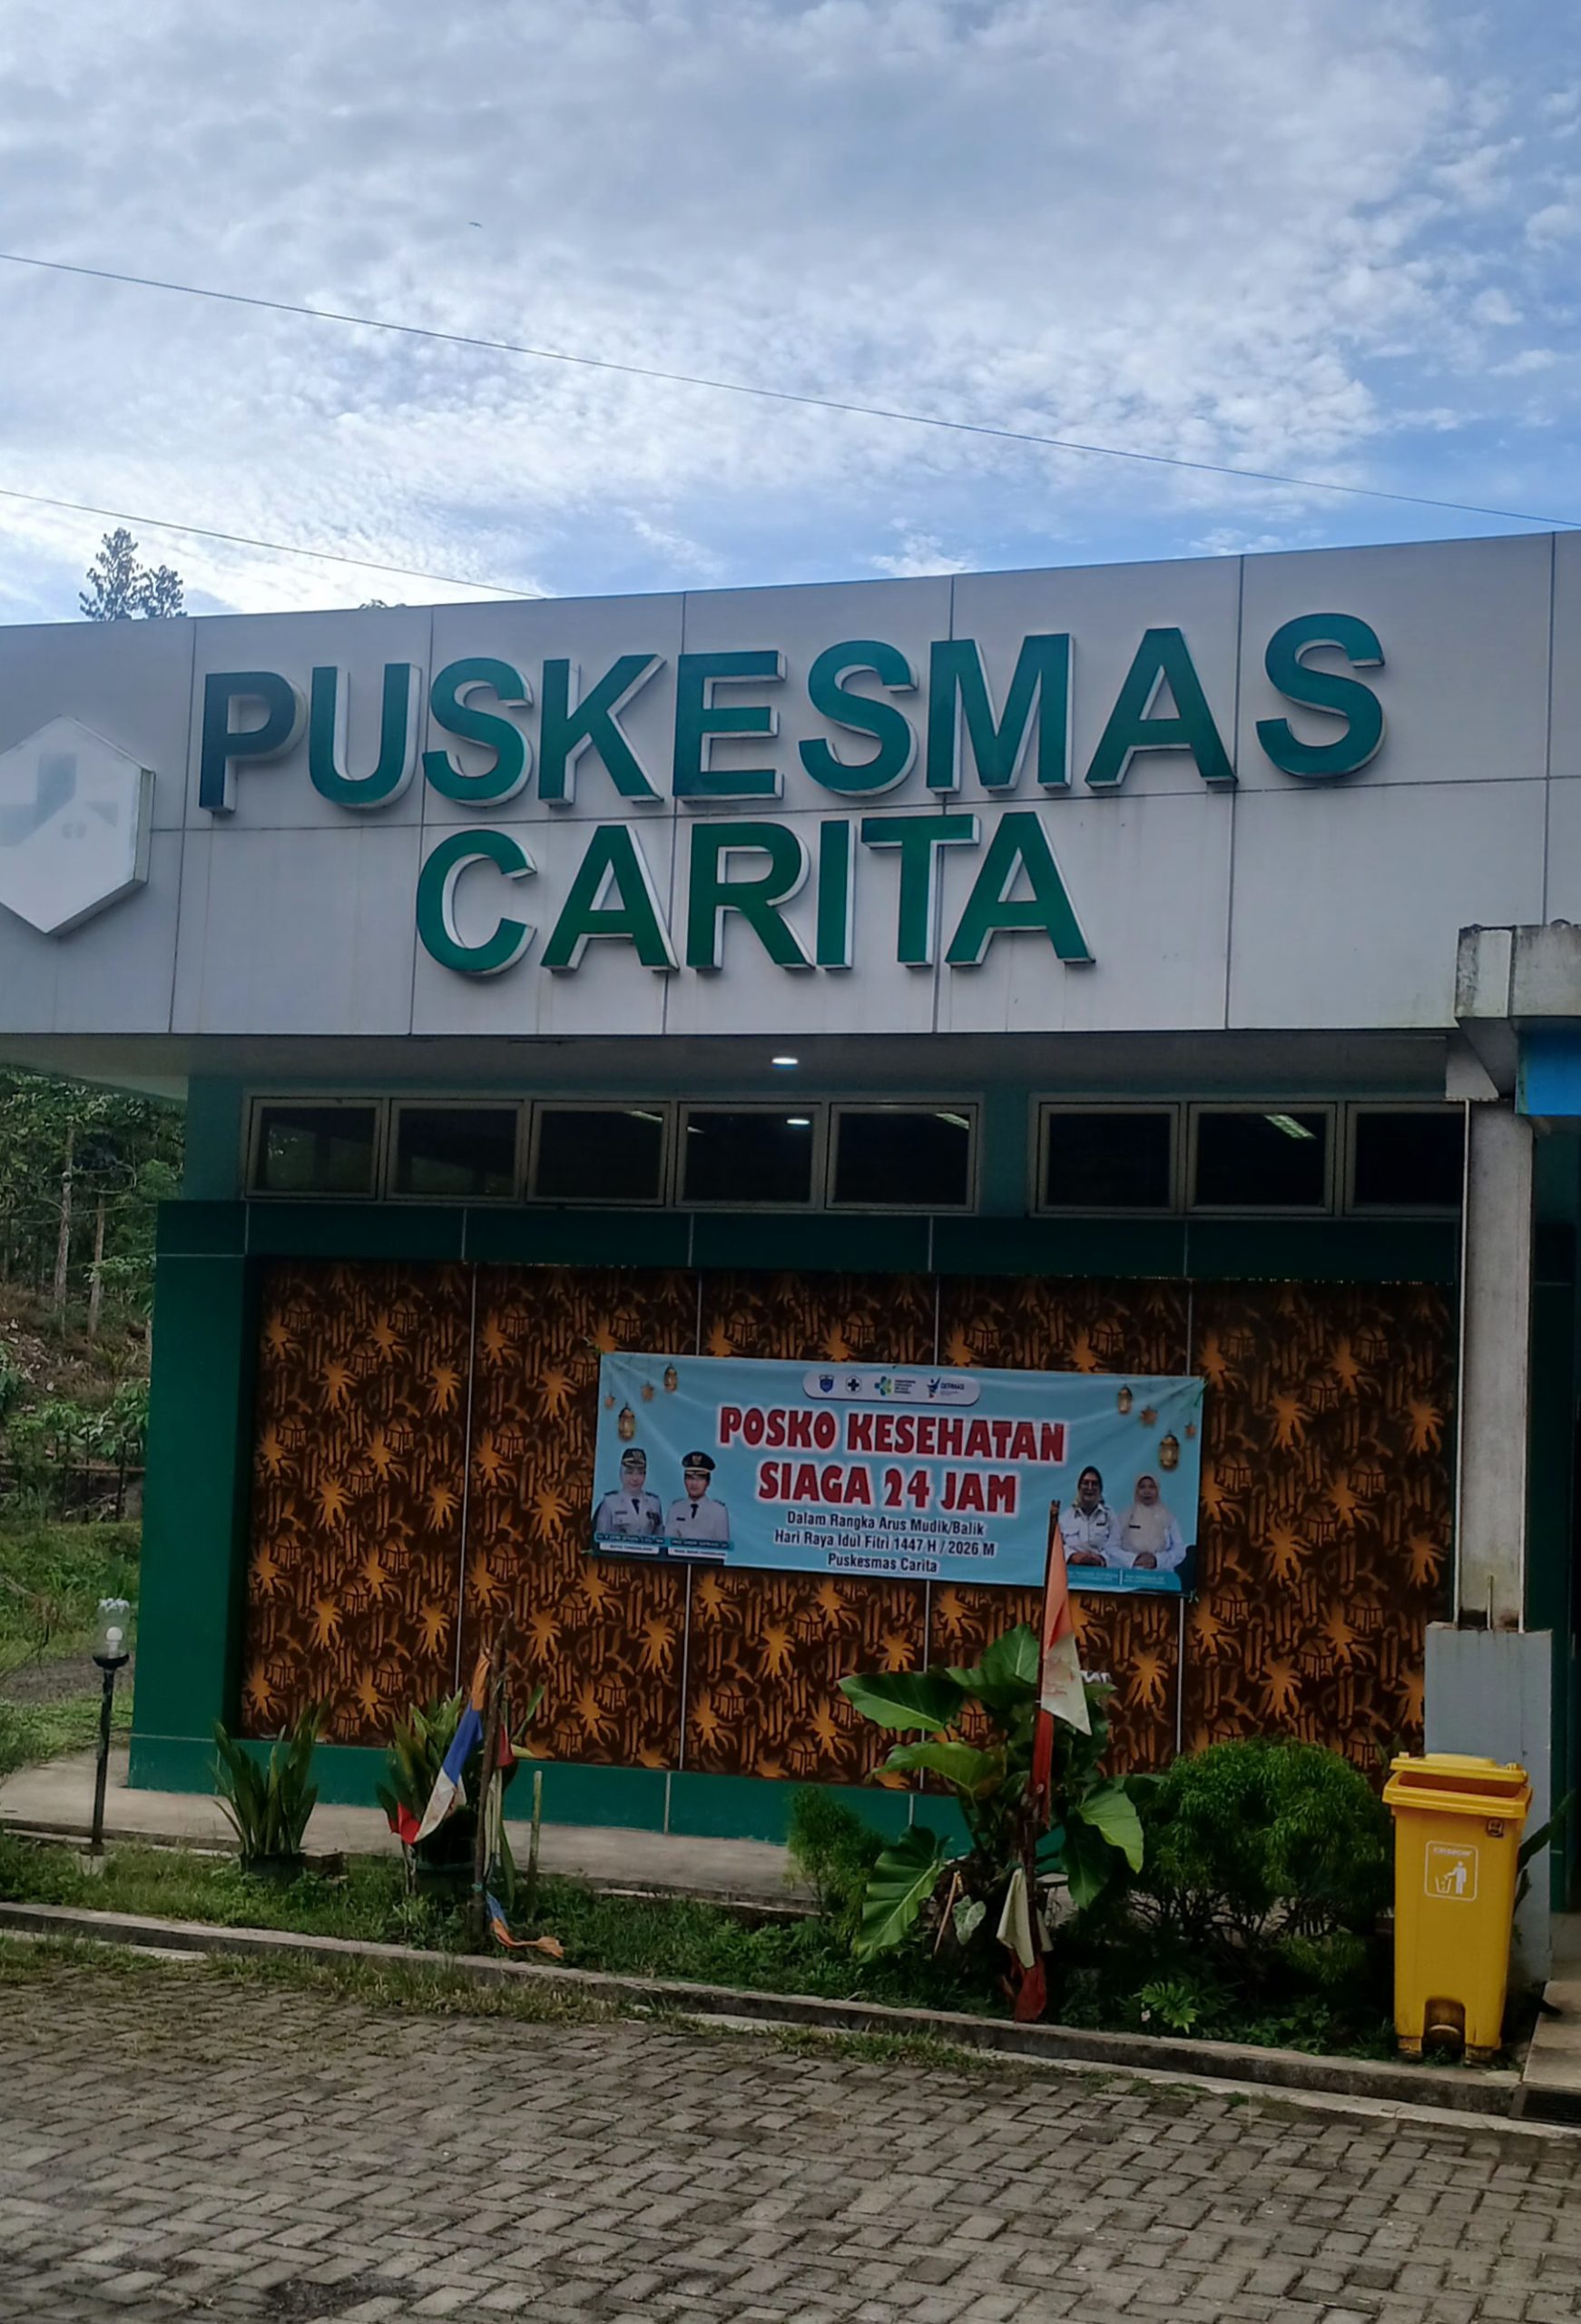 PUSKESMAS
CARITA
GERMAS
POSKO KESEHATAN
SIAGA 24 JAM
Dalam Rangka Arus Mudik/Balik
Hari Raya Idul Fitri 1447 H / 2026 M
Puskesmas Carita